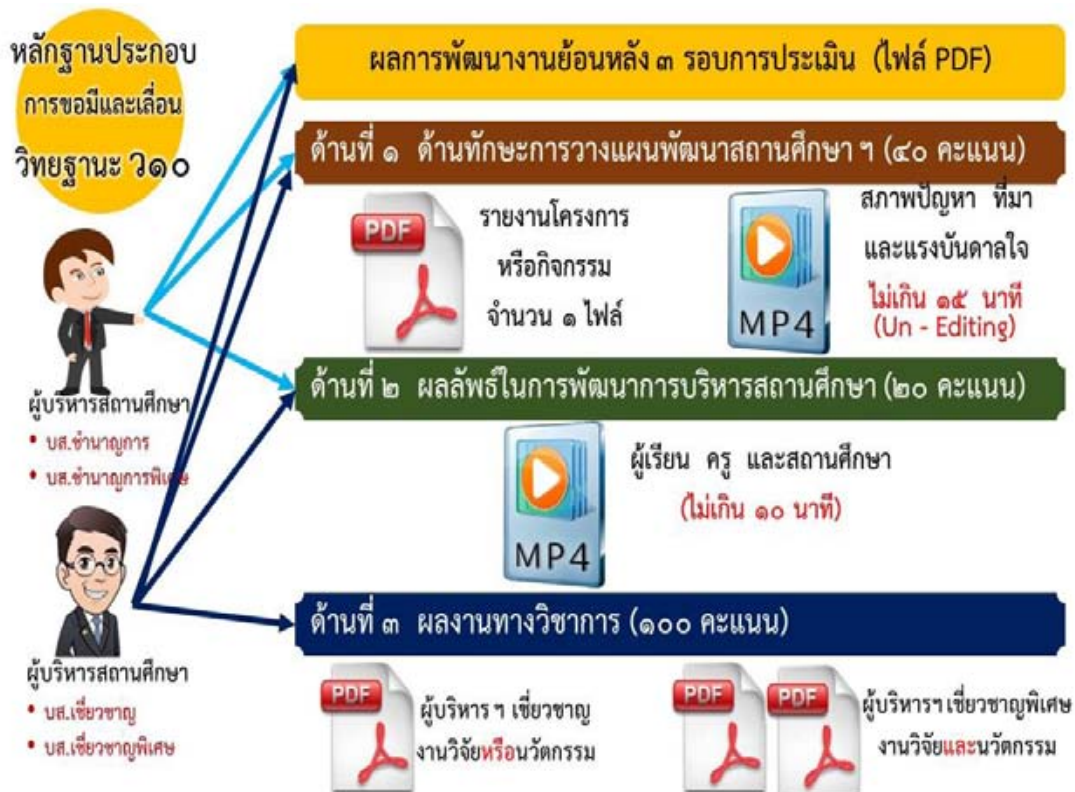 หลักฐานประกอบ
การขอมีและเลื่อน
วิทยฐานะ ว๑๐
ผลการพัฒนางานย้อนหลัง ๓ รอบการประเมิน (ไฟล์ PDF)
ด้านที่ ๑ ด้านทักษะการวางแผนพัฒนาสถานศึกษา ฯ (๔๐ คะแนน)
PDF
รายงานโครงการ
หรือกิจกรรม
จำนวน ๑ ไฟล์
MP4
สภาพปัญหา ที่มา
และแรงบันดาลใจ
ไม่เกิน ๑๕ นาที
(Un - Editing)
ผู้บริหารสถานศึกษา
• บส.ชำนาญการ
• บส.ชำนาญการพิเศษ
ด้านที่ ๒ ผลลัพธ์ในการพัฒนาการบริหารสถานศึกษา (๒๐ คะแนน)
MP4
ผู้เรียน ครู และสถานศึกษา
(ไม่เกิน ๑๐ นาที)
ผู้บริหารสถานศึกษา
• บส.เชี่ยวชาญ
• บส.เชี่ยวชาญพิเศษ
ด้านที่ ๓ ผลงานทางวิชาการ (๑๐๐ คะแนน)
PDF
ผู้บริหาร ฯ เชี่ยวชาญ
งานวิจัยหรือนวัตกรรม
PDF
PDF
ผู้บริหารฯ เชี่ยวชาญพิเศษ
งานวิจัยและนวัตกรรม